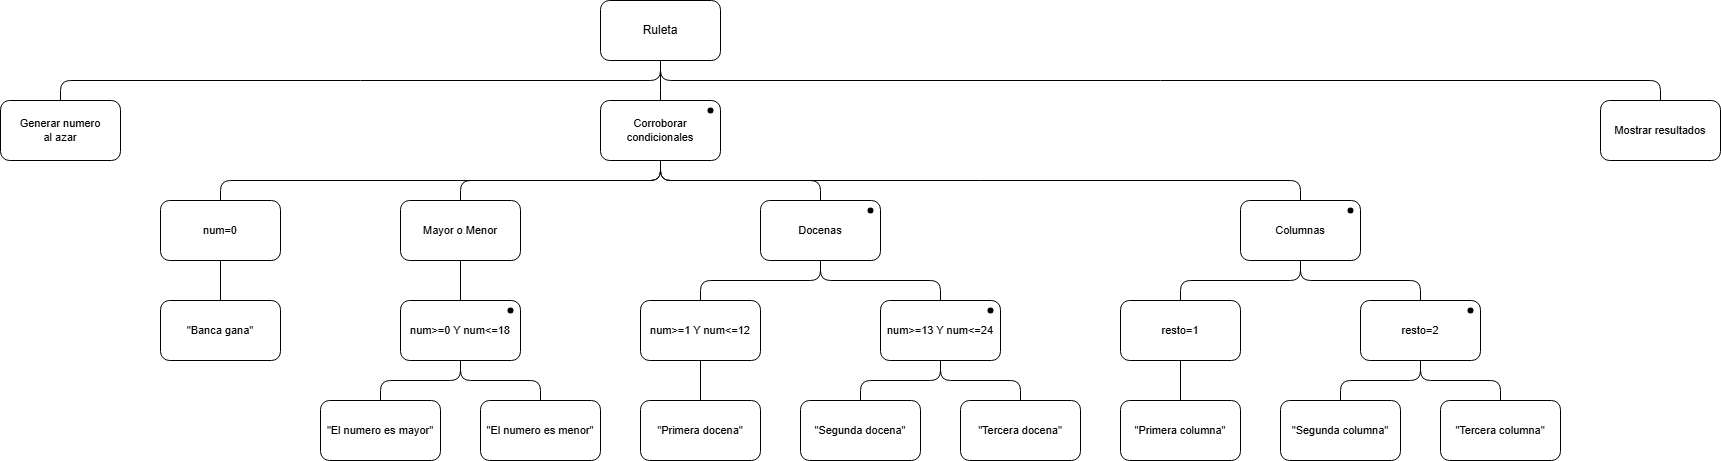 Ruleta
Generar numero
al azar
Corroborar
condicionales
Mostrar resultados
num=0
Mayor o Menor
Docenas
Columnas
"Banca gana"
num>=0 Y num<=18
num>=1 Y num<=12
num>=13 Y num<=24
resto=1
resto=2
"El numero es mayor"
"El numero es menor"
"Primera docena"
"Segunda docena"
"Tercera docena"
"Primera columna"
"Segunda columna"
"Tercera columna"